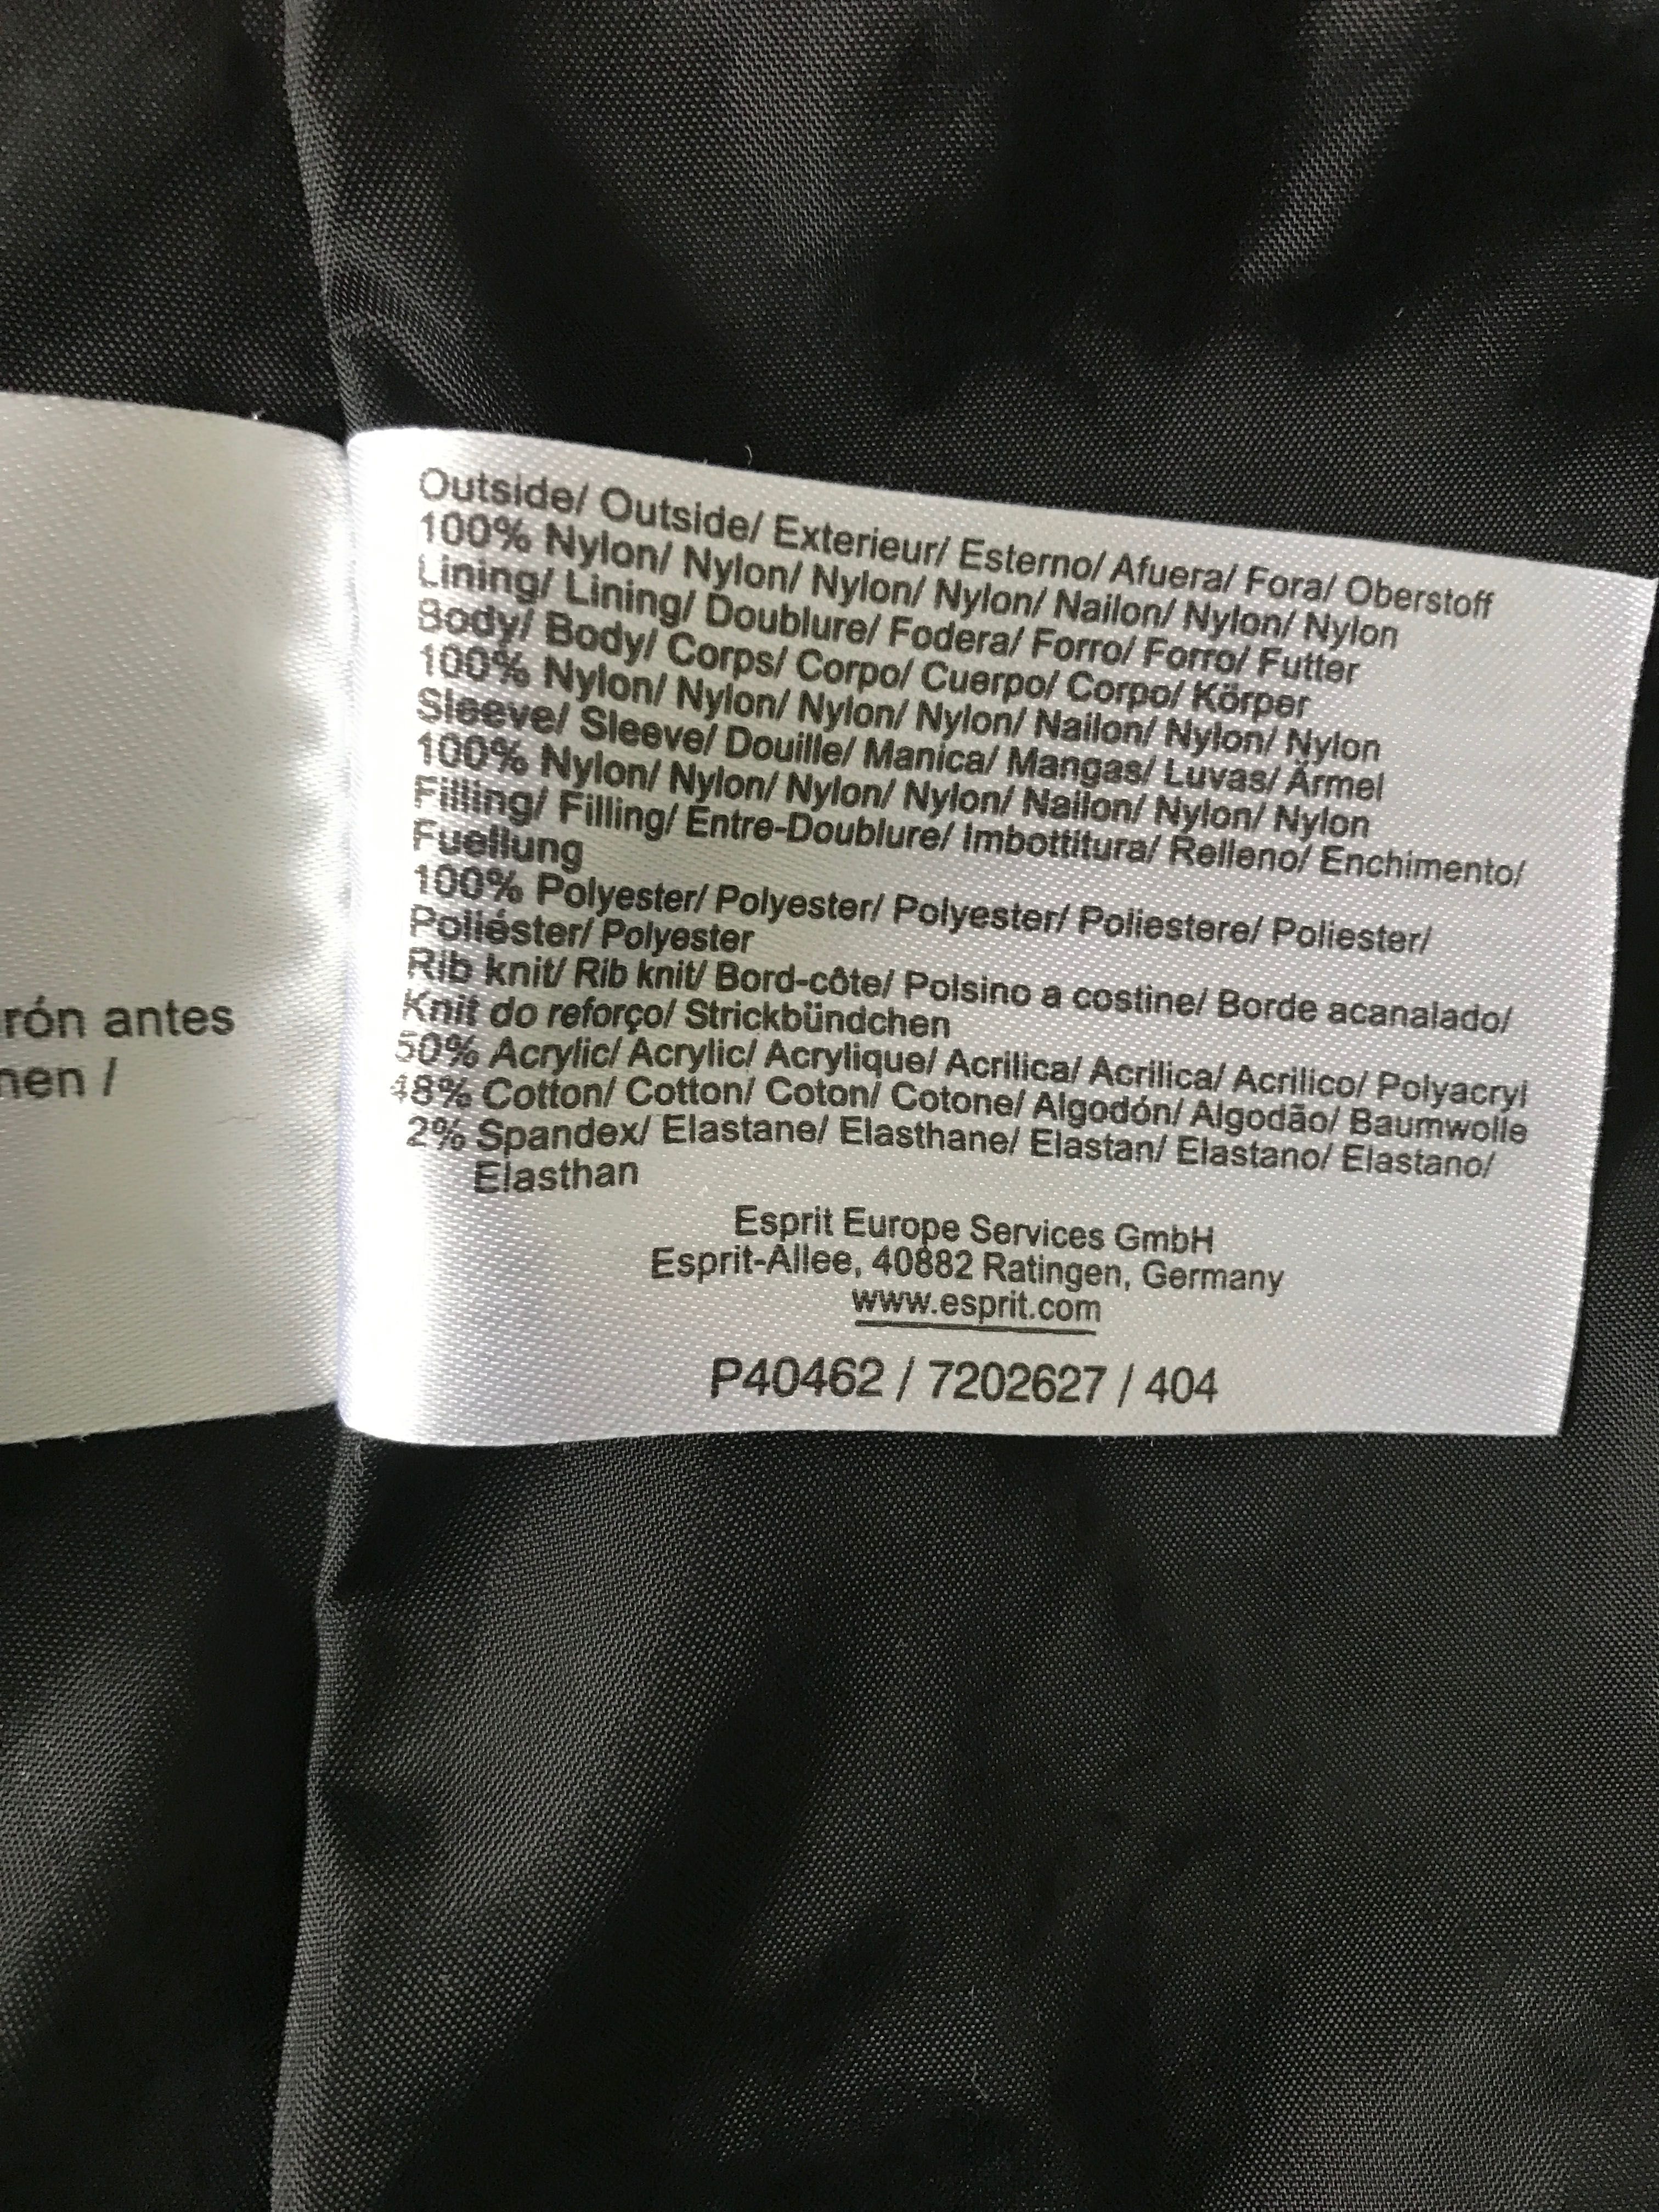 Outside/ Outside/ Exterieur/ Esterno/ Afuera/ Fora/ Oberstoff
100% Nylon/ Nylon/ Nylon/ Nylon/ Nailon/ Nylon/ Nylon
Lining/ Lining/ Doublure/ Fodera/ Forro/ Forro/ Futter
Body/ Body/ Corps/ Corpo/ Cuerpo/ Corpo/ Körper
100% Nylon/ Nylon/ Nylon/ Nylon/ Nailon/ Nylon/ Nylon
Sleeve/ Sleeve/ Douille/ Manica/ Mangas/ Luvas/ Ärmel
100% Nylon/ Nylon/ Nylon/ Nylon/ Nailon/ Nylon/ Nylon
Filling/ Filling/ Entre-Doublure/ Imbottitura/ Relleno/ Enchimento/
Fuellung
100% Polyester/ Polyester/ Polyester/ Poliestere/ Poliester/
Poliéster/ Polyester
Rib knit/ Rib knit/ Bord-côte/ Polsino a costine/ Borde acanalado/
Knit do reforço/ Strickbündchen
50% Acrylic/ Acrylic/ Acrylique/ Acrilica/ Acrilica/ Acrilico/ Polyacryl
48% Cotton/ Cotton/ Coton/ Cotone/ Algodón/ Algodão/ Baumwolle
2% Spandex/ Elastane/ Elasthane/ Elastan/ Elastano/ Elastano/
Elasthan
Esprit Europe Services GmbH
Esprit-Allee, 40882 Ratingen, Germany
www.esprit.com
P40462 / 7202627 / 404
rón antes
nen /